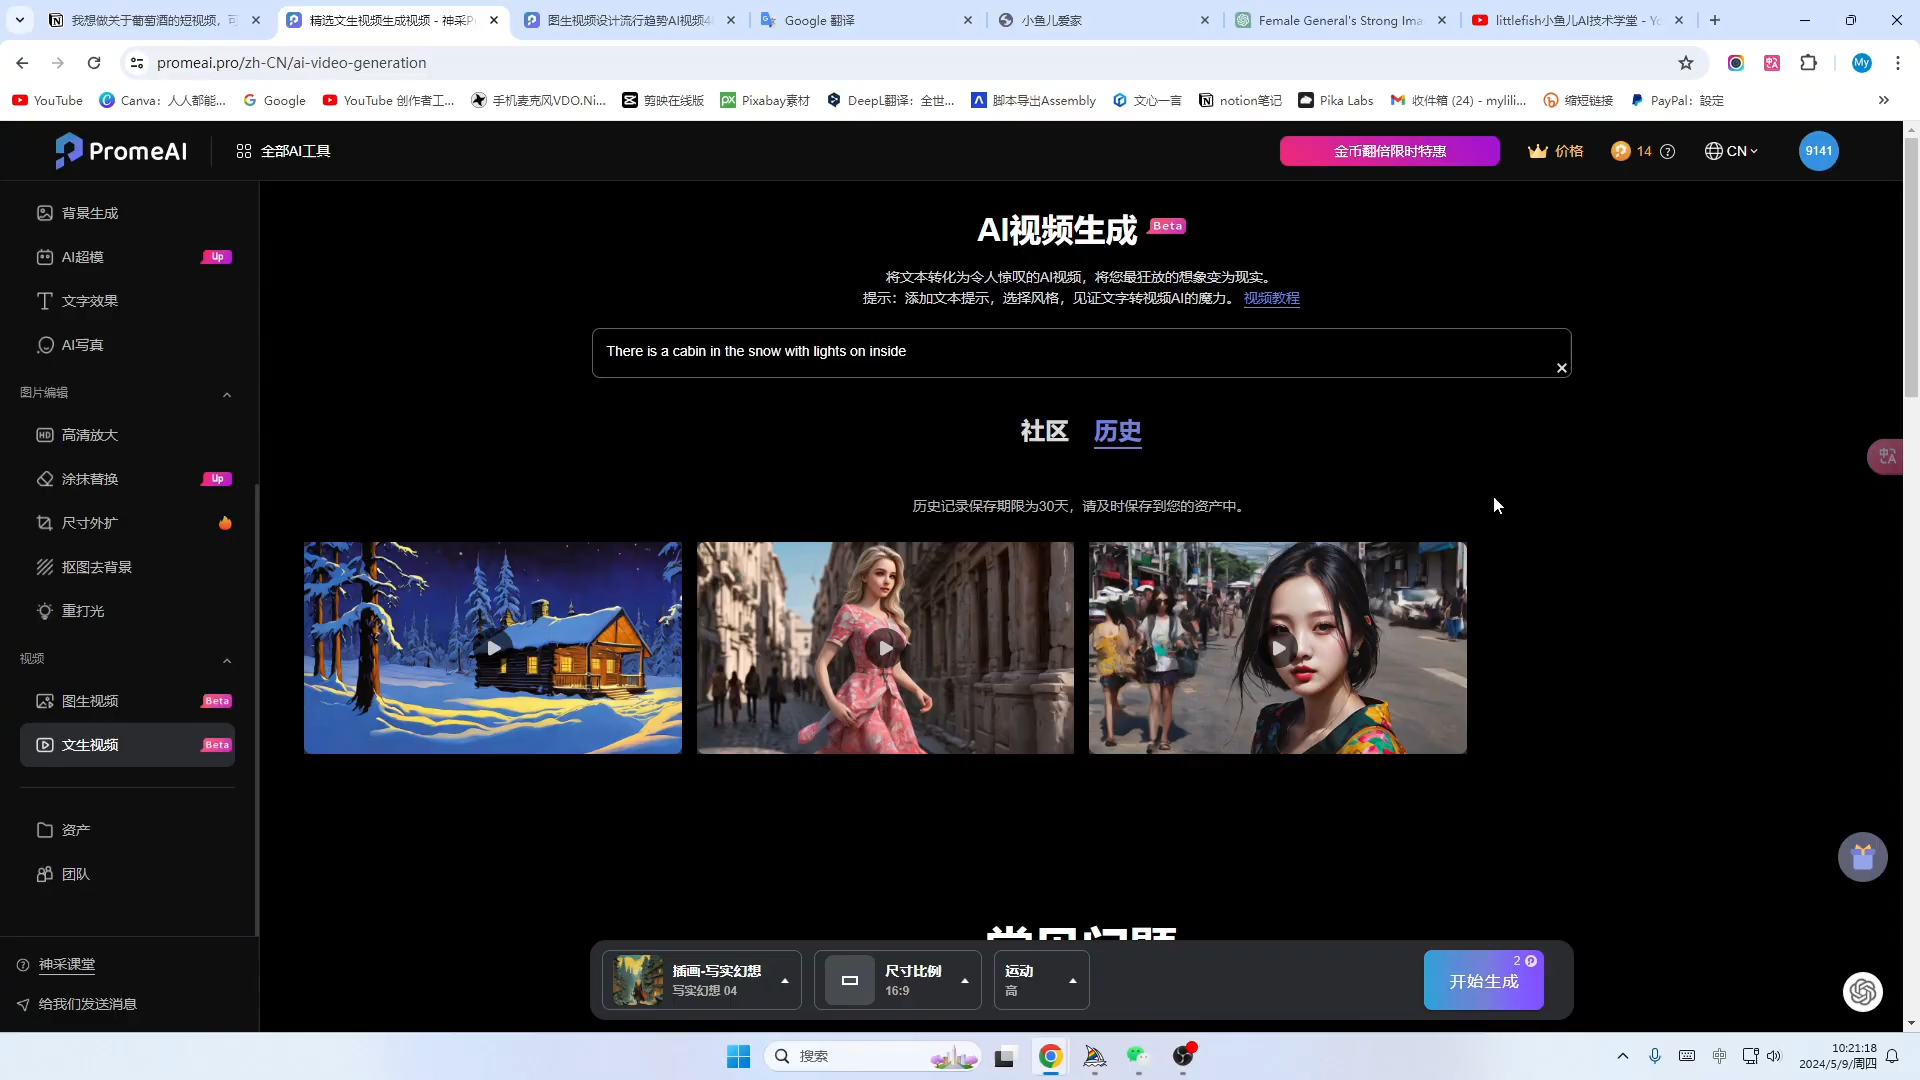 我想做关于葡萄酒的短视频，可
精选文生视频生成视频 - 神采P
图生视频设计流行趋势AI视频4
Google 翻译
小鱼儿爱家
Female General's Strong Ima
littlefish小鱼儿AI技术学堂 - Yo
promeai.pro/zh-CN/ai-video-generation
My
YouTube
Canva：人人都能...
Google
YouTube 创作者工...
手机麦克风VDO.Ni...
剪映在线版
Pixabay素材
DeepL翻译：全世...
脚本导出Assembly
文心一言
notion笔记
Pika Labs
收件箱 (24) - mylili...
缩短链接
PayPal：設定
PromeAI
全部AI工具
金币翻倍限时特惠
价格
14
CN
9141
背景生成
AI超模
Up
文字效果
AI写真
图片编辑
HD
高清放大
涂抹替换
Up
尺寸外扩
抠图去背景
重打光
视频
图生视频
Beta
文生视频
Beta
资产
团队
神采课堂
给我们发送消息
AI视频生成
Beta
将文本转化为令人惊叹的AI视频，将您最狂放的想象变为现实。
提示：添加文本提示，选择风格，见证文字转视频AI的魔力。 视频教程
There is a cabin in the snow with lights on inside
社区 历史
历史记录保存期限为30天，请及时保存到您的资产中。
常见问题
插画-写实幻想
写实幻想 04
尺寸比例
16:9
运动
高
2
开始生成
搜索
中
10:21:18
2024/5/9/周四